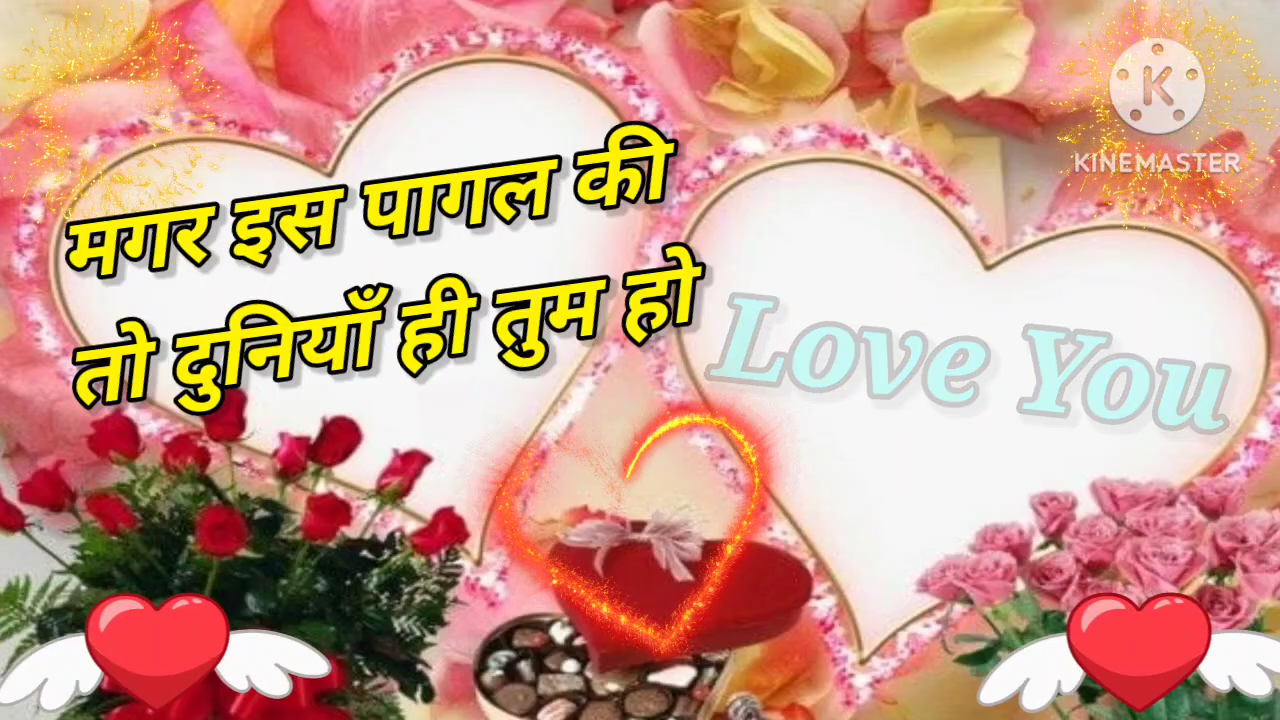 मगर इस पागल की
तो दुनियाँ ही तुम हो
Love You
K
KINEMASTER